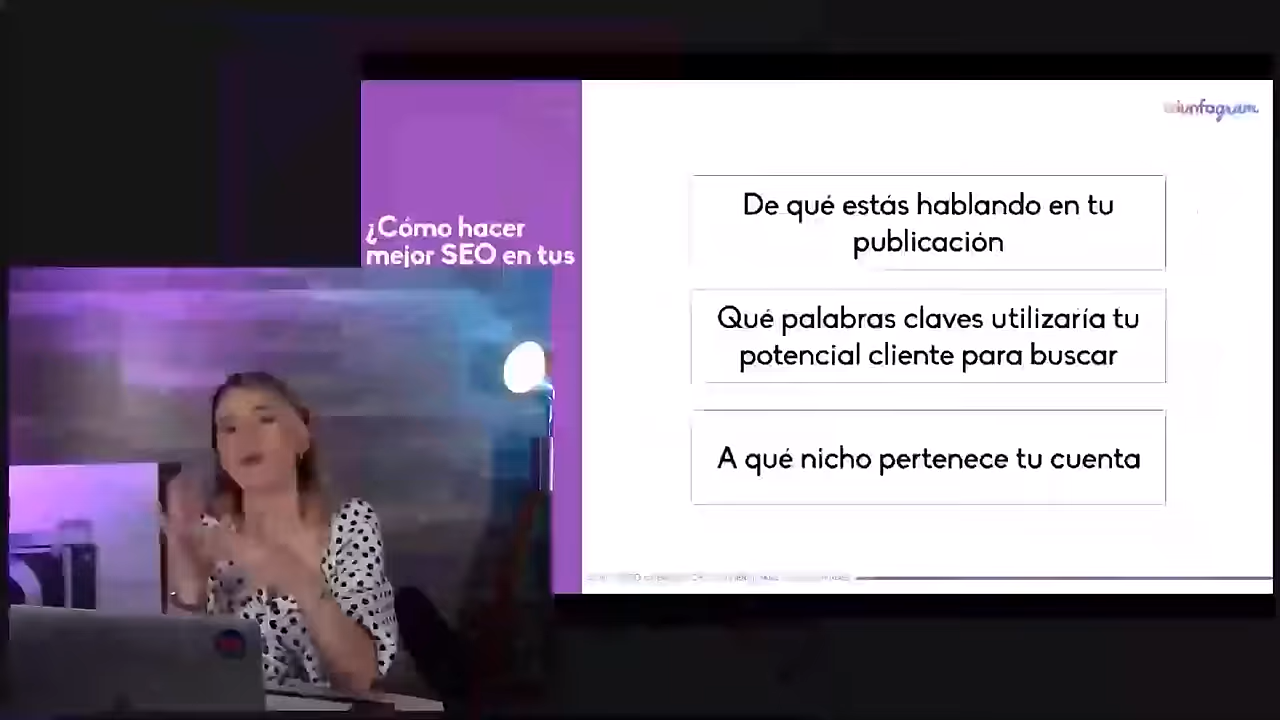 ¿Cómo hacer
mejor SEO en tus
De qué estás hablando en tu
publicación
Qué palabras claves utilizaría tu
potencial cliente para buscar
A qué nicho pertenece tu cuenta